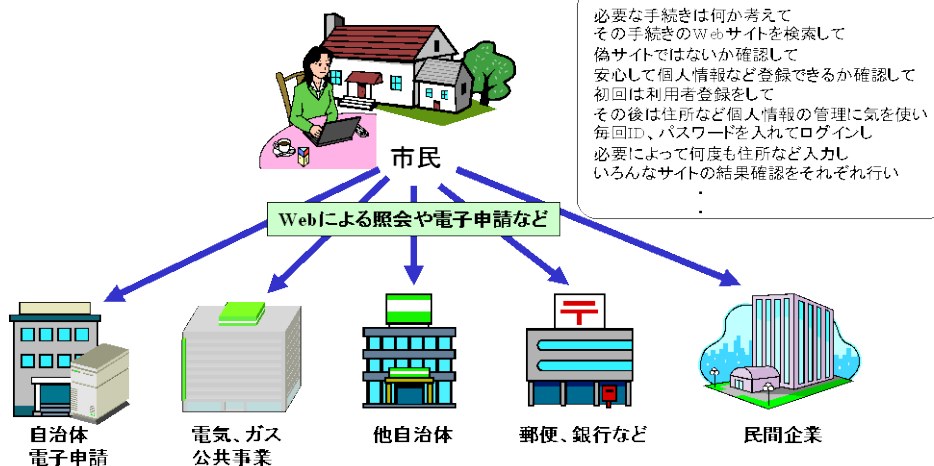 必要な手続きは何か考えて
その手続きのWebサイトを検索して
偽サイトではないか確認して
安心して個人情報など登録できるか確認して
初回は利用者登録をして
その後は住所など個人情報の管理に気を使い
毎回ID、パスワードを入れてログインし
必要によって何度も住所など入力し
いろんなサイトの結果確認をそれぞれ行い
・
・
市民
Webによる照会や電子申請など
〒
自治体
電子申請
電気、ガス
公共事業
他自治体
郵便、銀行など
民間企業